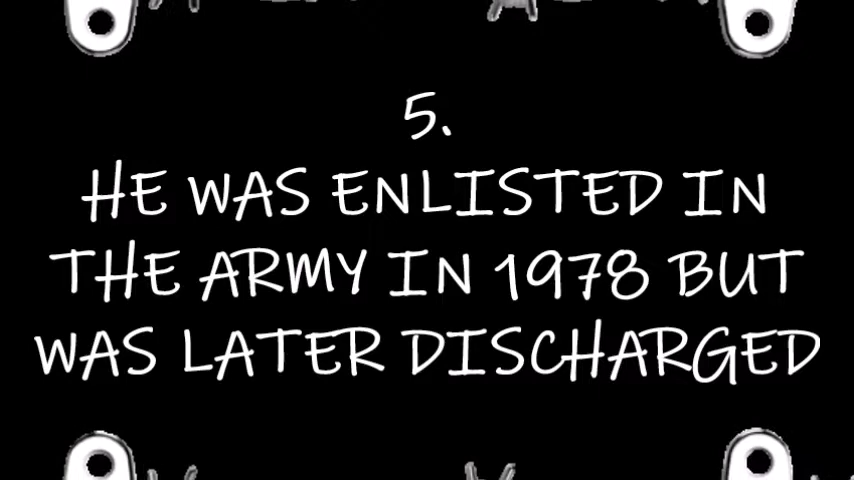 5.
HE WAS ENLISTED IN
THE ARMY IN 1978 BUT
WAS LATER DISCHARGED